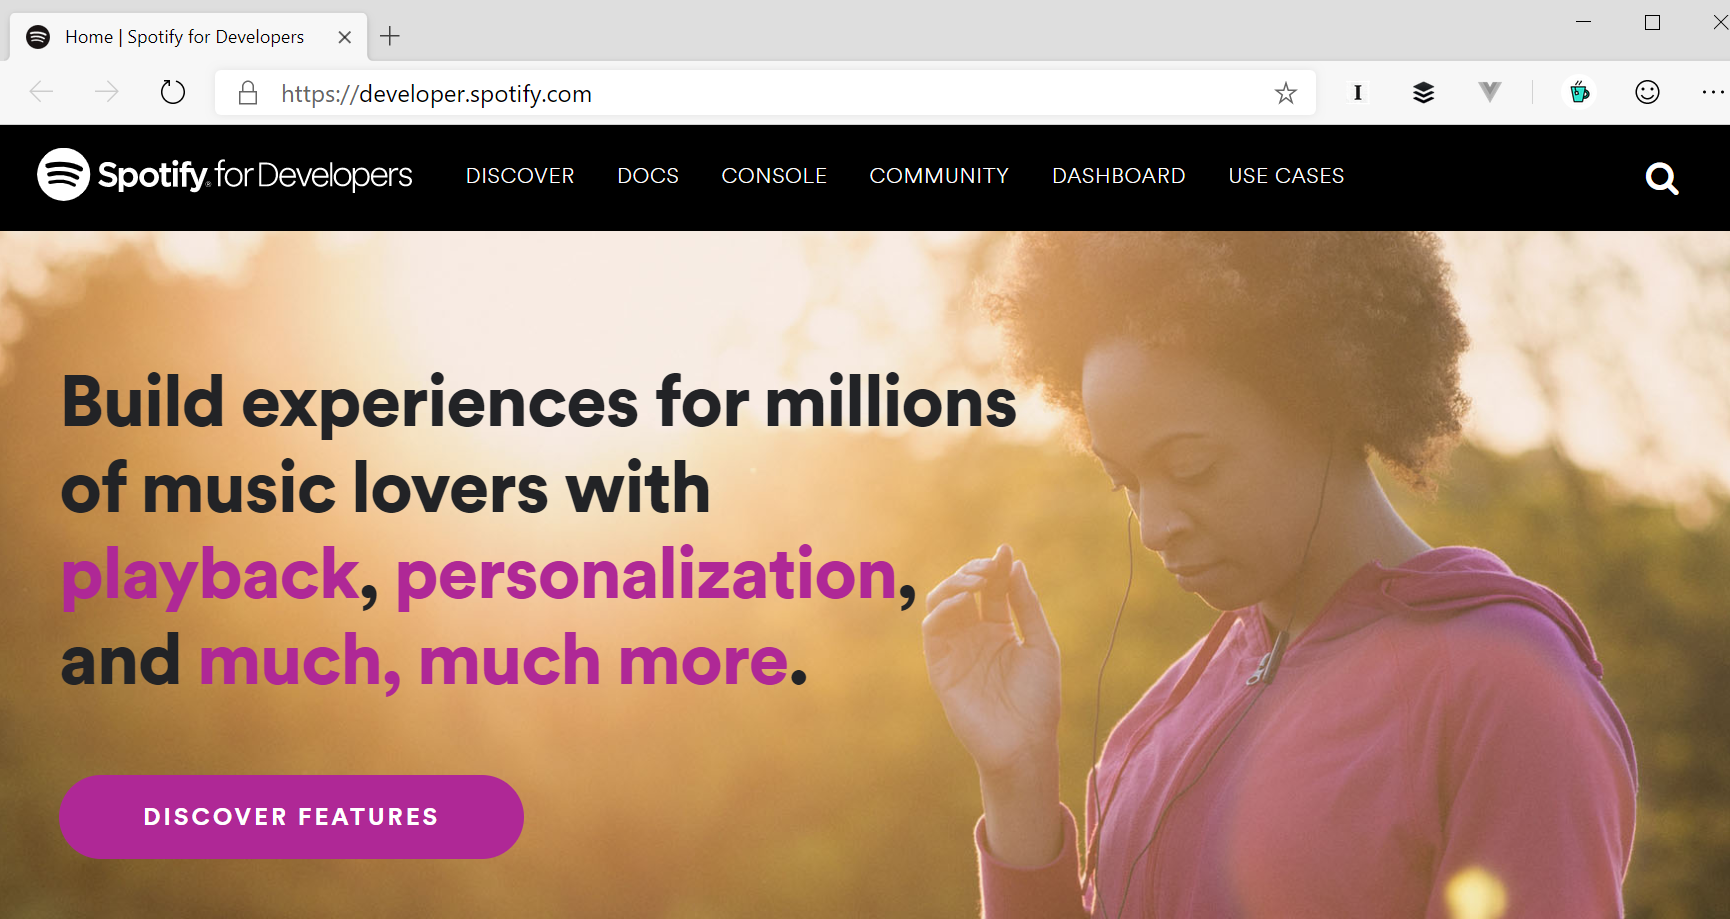 Home | Spotify for Developers
https://developer.spotify.com
I
Spotify® for Developers
DISCOVER DOCS CONSOLE COMMUNITY DASHBOARD USE CASES
Build experiences for millions
of music lovers with
playback, personalization,
and much, much more.
DISCOVER FEATURES